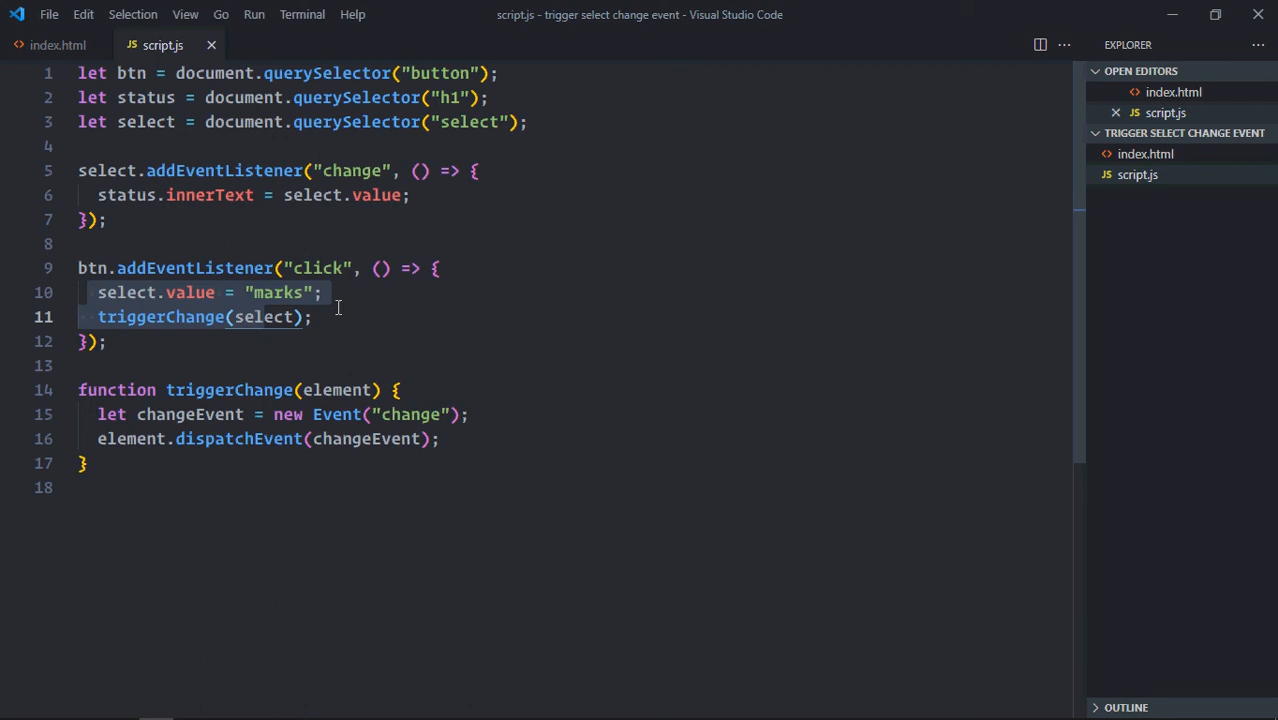 File Edit Selection View Go Run Terminal Help script.js - trigger select change event - Visual Studio Code
index.html JS script.js EXPLORER
OPEN EDITORS
index.html
JS script.js
TRIGGER SELECT CHANGE EVENT
index.html
JS script.js
1 let btn = document.querySelector("button");
2 let status = document.querySelector("h1");
3 let select = document.querySelector("select");
4
5 select.addEventListener("change", () => {
6 status.innerText = select.value;
7 });
8
9 btn.addEventListener("click", () => {
10 select.value = "marks";
11 triggerChange(select);
12 });
13
14 function triggerChange(element) {
15 let changeEvent = new Event("change");
16 element.dispatchEvent(changeEvent);
17 }
18
OUTLINE